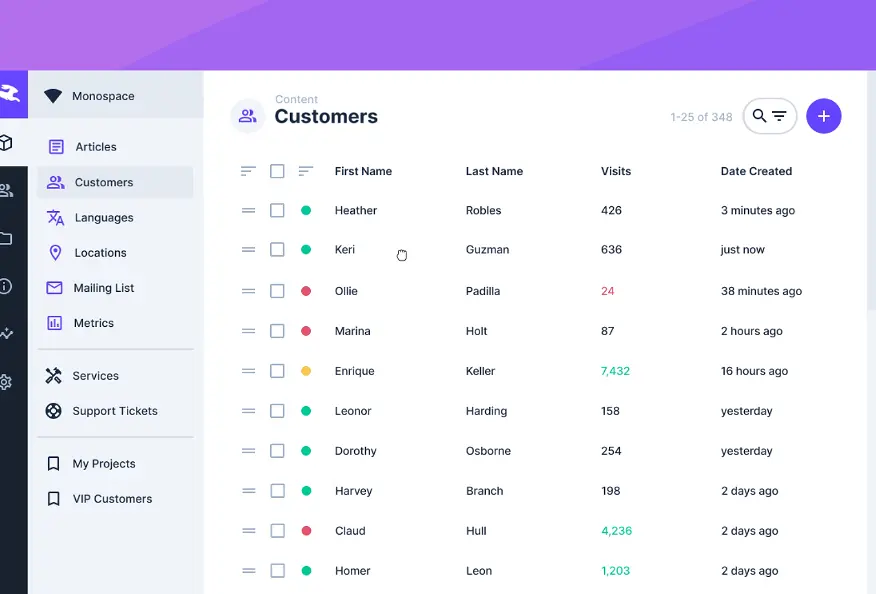 Monospace
Articles
Customers
Languages
Locations
Mailing List
Metrics
Services
Support Tickets
My Projects
VIP Customers
Content
Customers
1-25 of 348
First Name Last Name Visits Date Created
Heather Robles 426 3 minutes ago
Keri Guzman 636 just now
Ollie Padilla 24 38 minutes ago
Marina Holt 87 2 hours ago
Enrique Keller 7,432 16 hours ago
Leonor Harding 158 yesterday
Dorothy Osborne 254 yesterday
Harvey Branch 198 2 days ago
Claud Hull 4,236 2 days ago
Homer Leon 1,203 2 days ago